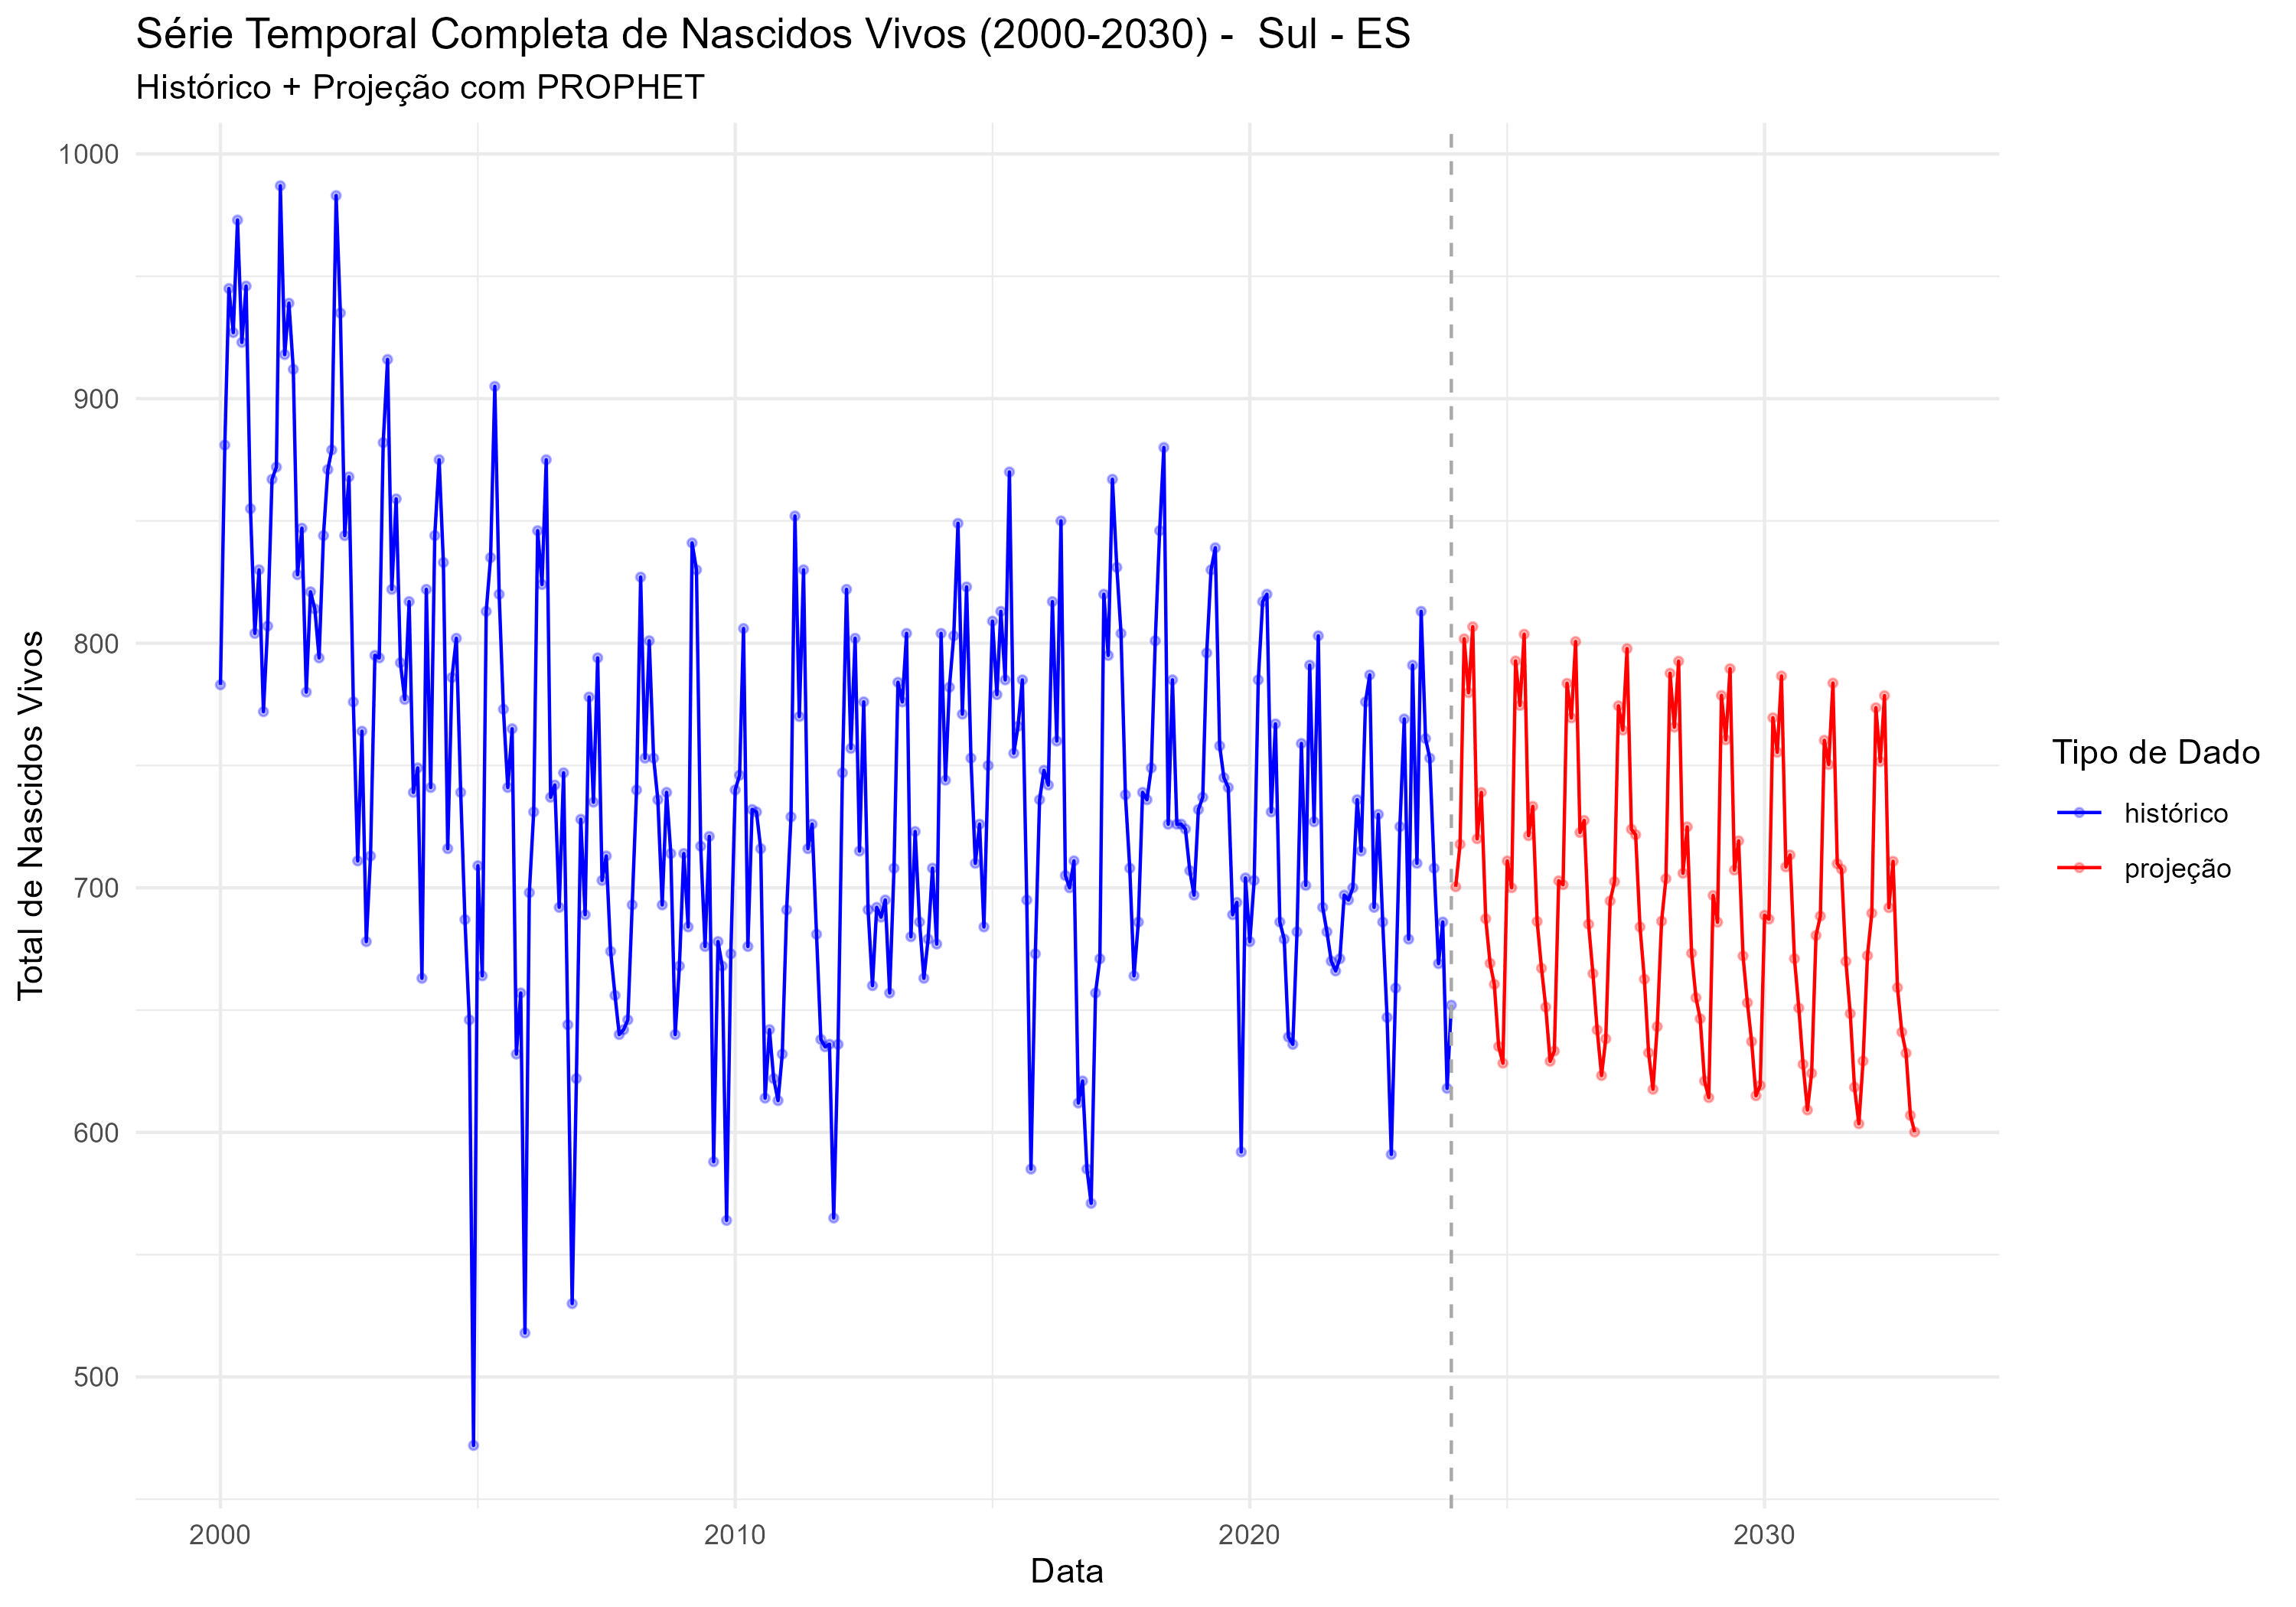 Série Temporal Completa de Nascidos Vivos (2000-2030) -  Sul - ES
Histórico + Projeção com PROPHET
Total de Nascidos Vivos
1000
900
800
700
600
500
2000
2010
2020
2030
Data
Tipo de Dado
histórico
projeção